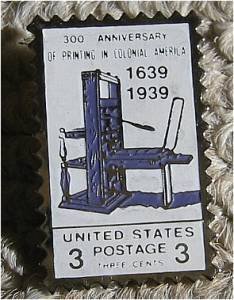 300 ANNIVERSARY
OF PRINTING IN COLONIAL AMERICA
1639
1939
UNITED STATES
3 POSTAGE 3
THREE CENTS